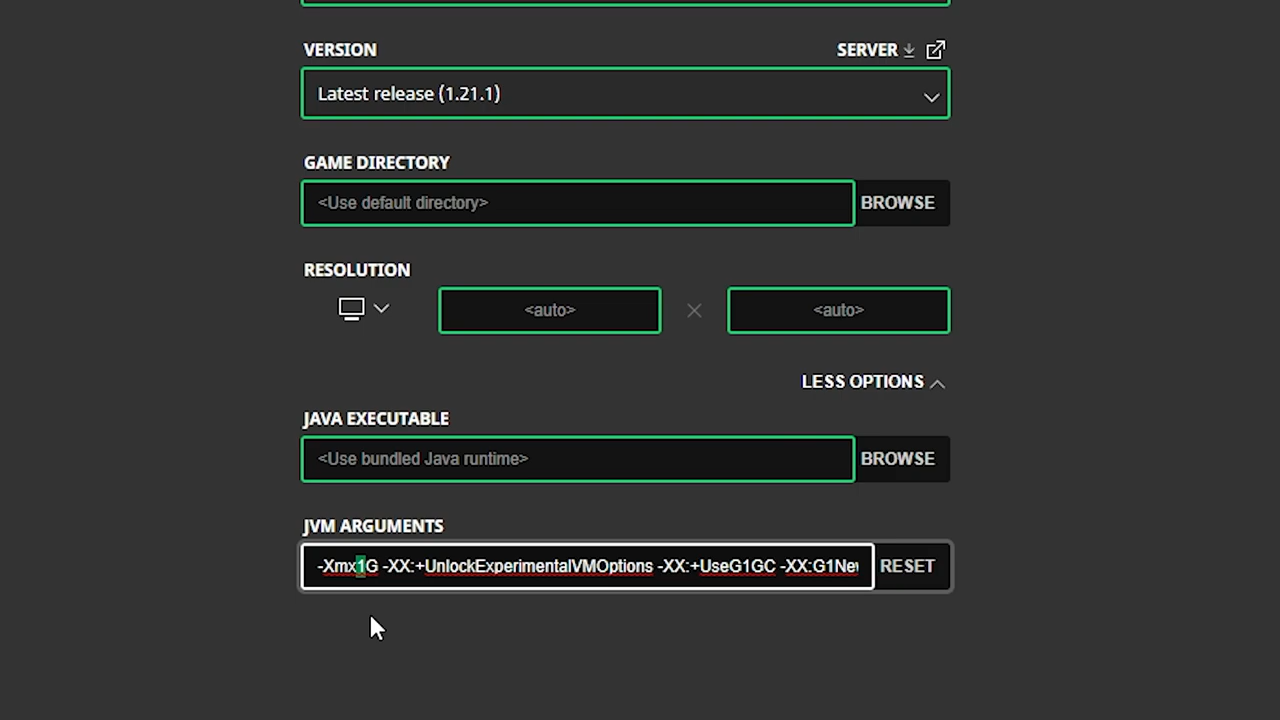 VERSION
SERVER
Latest release (1.21.1)
GAME DIRECTORY
<Use default directory>
BROWSE
RESOLUTION
<auto>
<auto>
LESS OPTIONS
JAVA EXECUTABLE
<Use bundled Java runtime>
BROWSE
JVM ARGUMENTS
-Xmx1G -XX:+UnlockExperimentalVMOptions -XX:+UseG1GC -XX:G1Nev
RESET